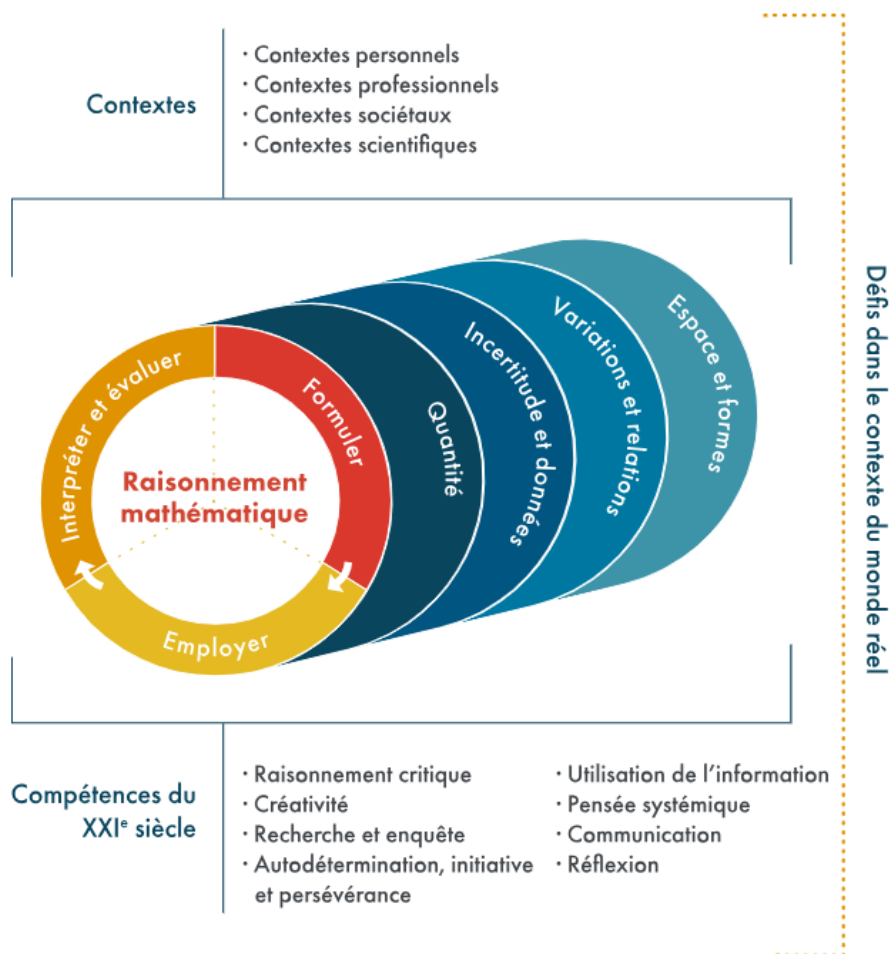 · Contextes personnels
· Contextes professionnels
Contextes
· Contextes sociétaux
· Contextes scientifiques
Défis dans le contexte du monde réel
Interpréter et évaluer
Formuler
Employer
Raisonnement
mathématique
Quantité
Incertitude et données
Variations et relations
Espace et formes
Compétences du
XXIe siècle
· Raisonnement critique
· Créativité
· Recherche et enquête
· Autodétermination, initiative
et persévérance
· Utilisation de l’information
· Pensée systémique
· Communication
· Réflexion